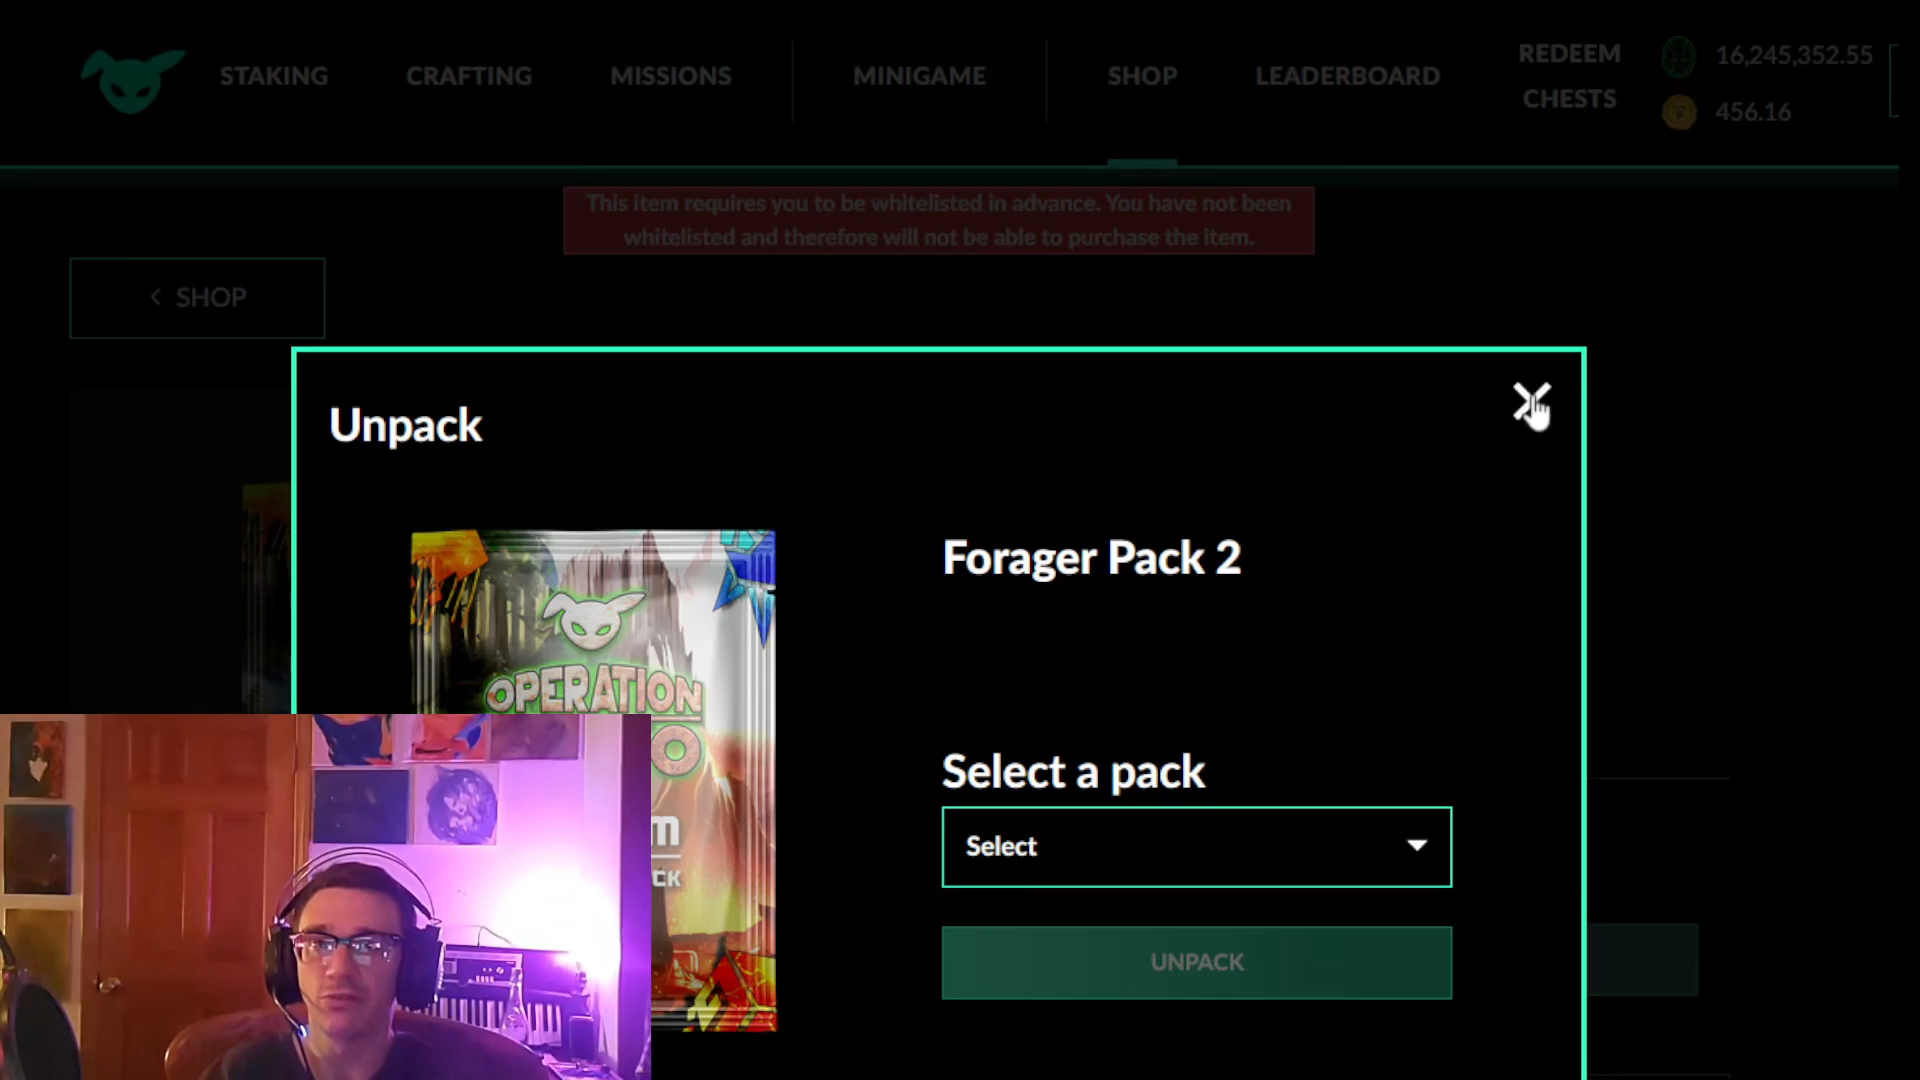 STAKING
CRAFTING
MISSIONS
MINIGAME
SHOP
LEADERBOARD
REDEEM
CHESTS
16,245,352.55
456.16
This item requires you to be whitelisted in advance. You have not been
whitelisted and therefore will not be able to purchase the item.
< SHOP
Unpack
OPERATION
O
m
CK
Forager Pack 2
Select a pack
Select
UNPACK